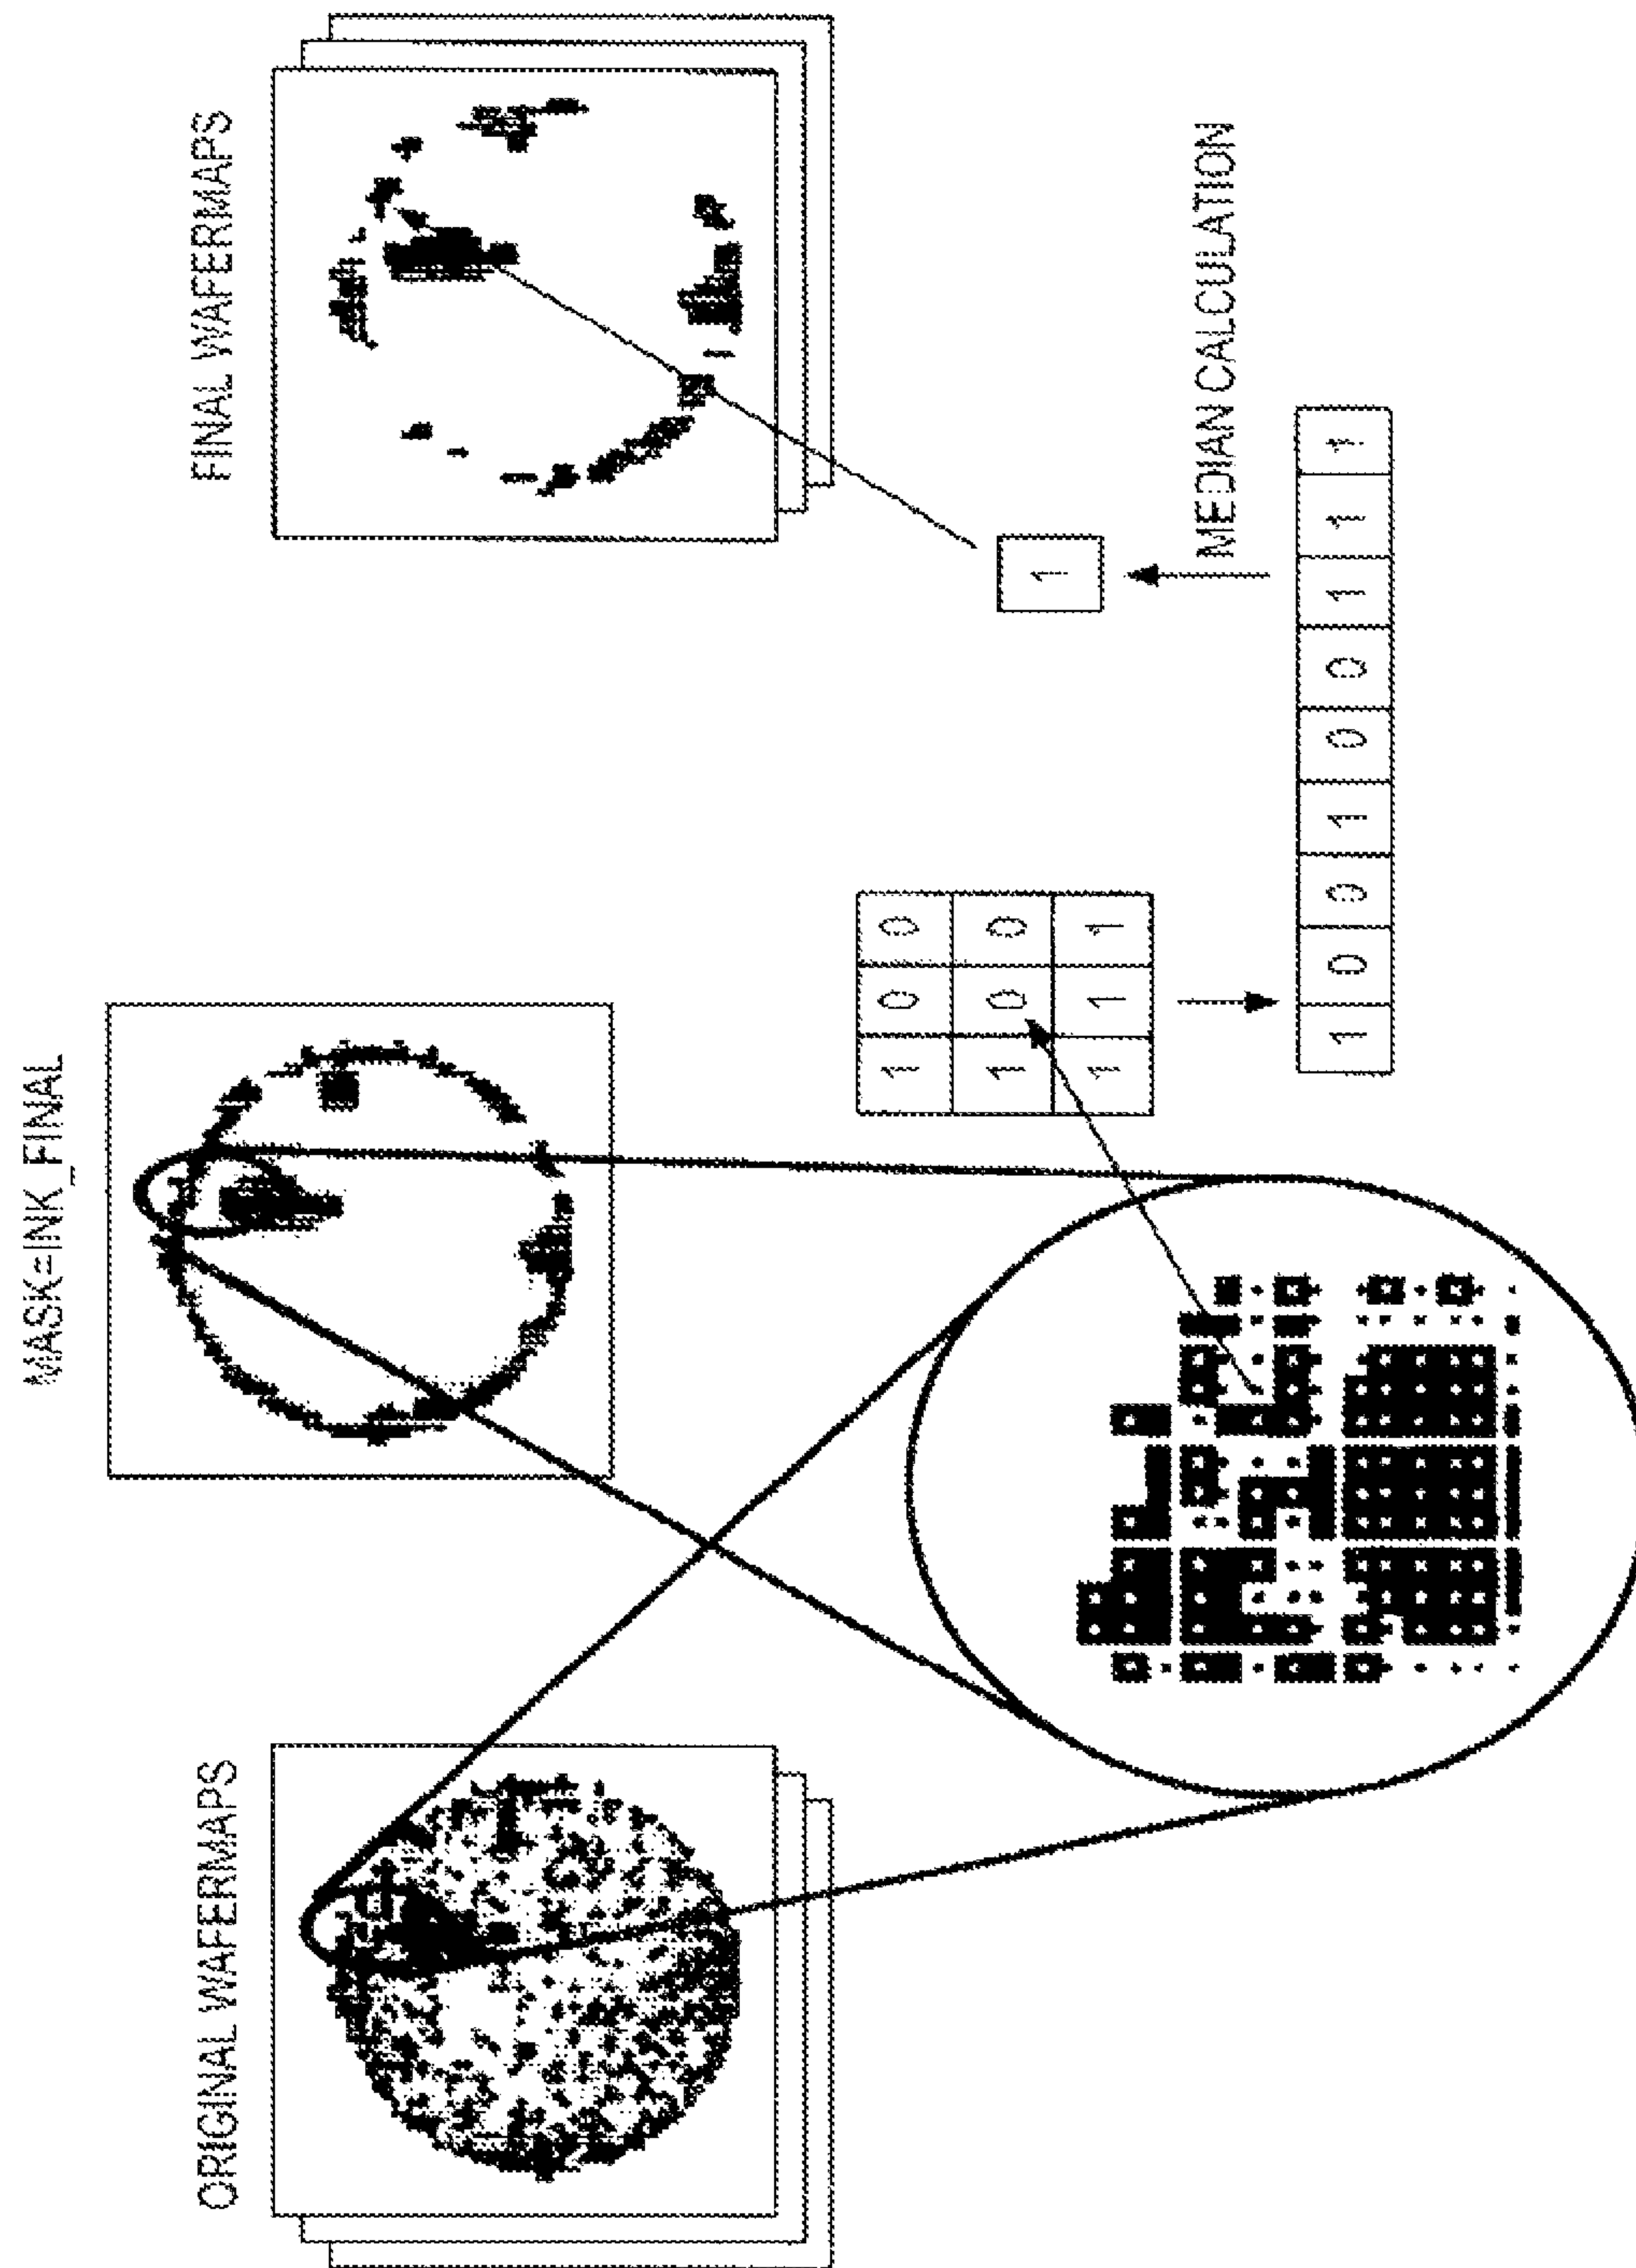 MASK=INK_FINAL
ORIGINAL WAFERMAPS
FINAL WAFERMAPS
1 0 0
1 0 0
1 1 1
1
MEDIAN CALCULATION
1 0 0 1 0 0 1 1 1